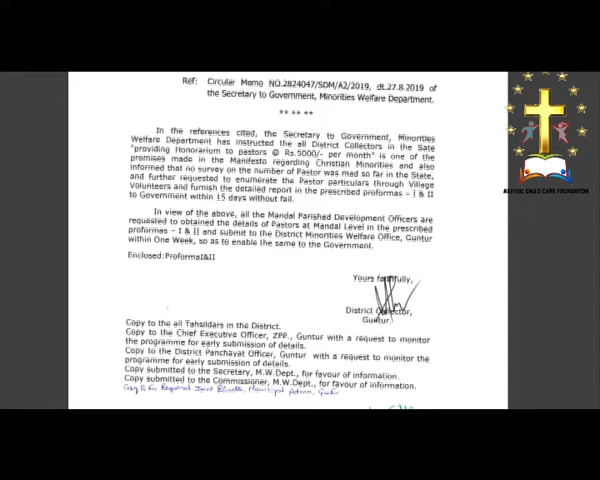 Ref: Circular Memo NO.2824047/SDM/A2/2019, dt.27.8.2019 of
the Secretary to Government, Minorities Welfare Department.
** ** **
In the references cited, the Secretary to Government, Minorities
Welfare Department has instructed the all District Collectors in the Sate
"providing Honorarium to pastors @ Rs.5000/- per month" is one of the
promises made in the Manifesto regarding Christian Minorities and also
informed that no survey on the number of Pastor was mad so far in the State,
and further requested to enumerate the Pastor particulars through Village
Volunteers and furnish the detailed report in the prescribed proformas – I & II
to Government within 15 days without fail.
In view of the above, all the Mandal Parishad Development Officers are
requested to obtained the details of Pastors at Mandal Level in the prescribed
proformas – I & II and submit to the District Minorities Welfare Office, Guntur
within One Week, so as to enable the same to the Government.
Enclosed:ProformaI&II
Yours faithfully,
District Collector,
Guntur.
Copy to the all Tahsildars in the District.
Copy to the Chief Executive Officer, ZPP., Guntur with a request to monitor
the programme for early submission of details.
Copy to the District Panchayat Officer, Guntur with a request to monitor the
programme for early submission of details.
Copy submitted to the Secretary, M.W.Dept., for favour of information.
Copy submitted to the Commissioner, M.W.Dept., for favour of information.
Regional Joint Director, Municipal Admn, Guntur
REVIVAL CHILD CARE FOUNDATION